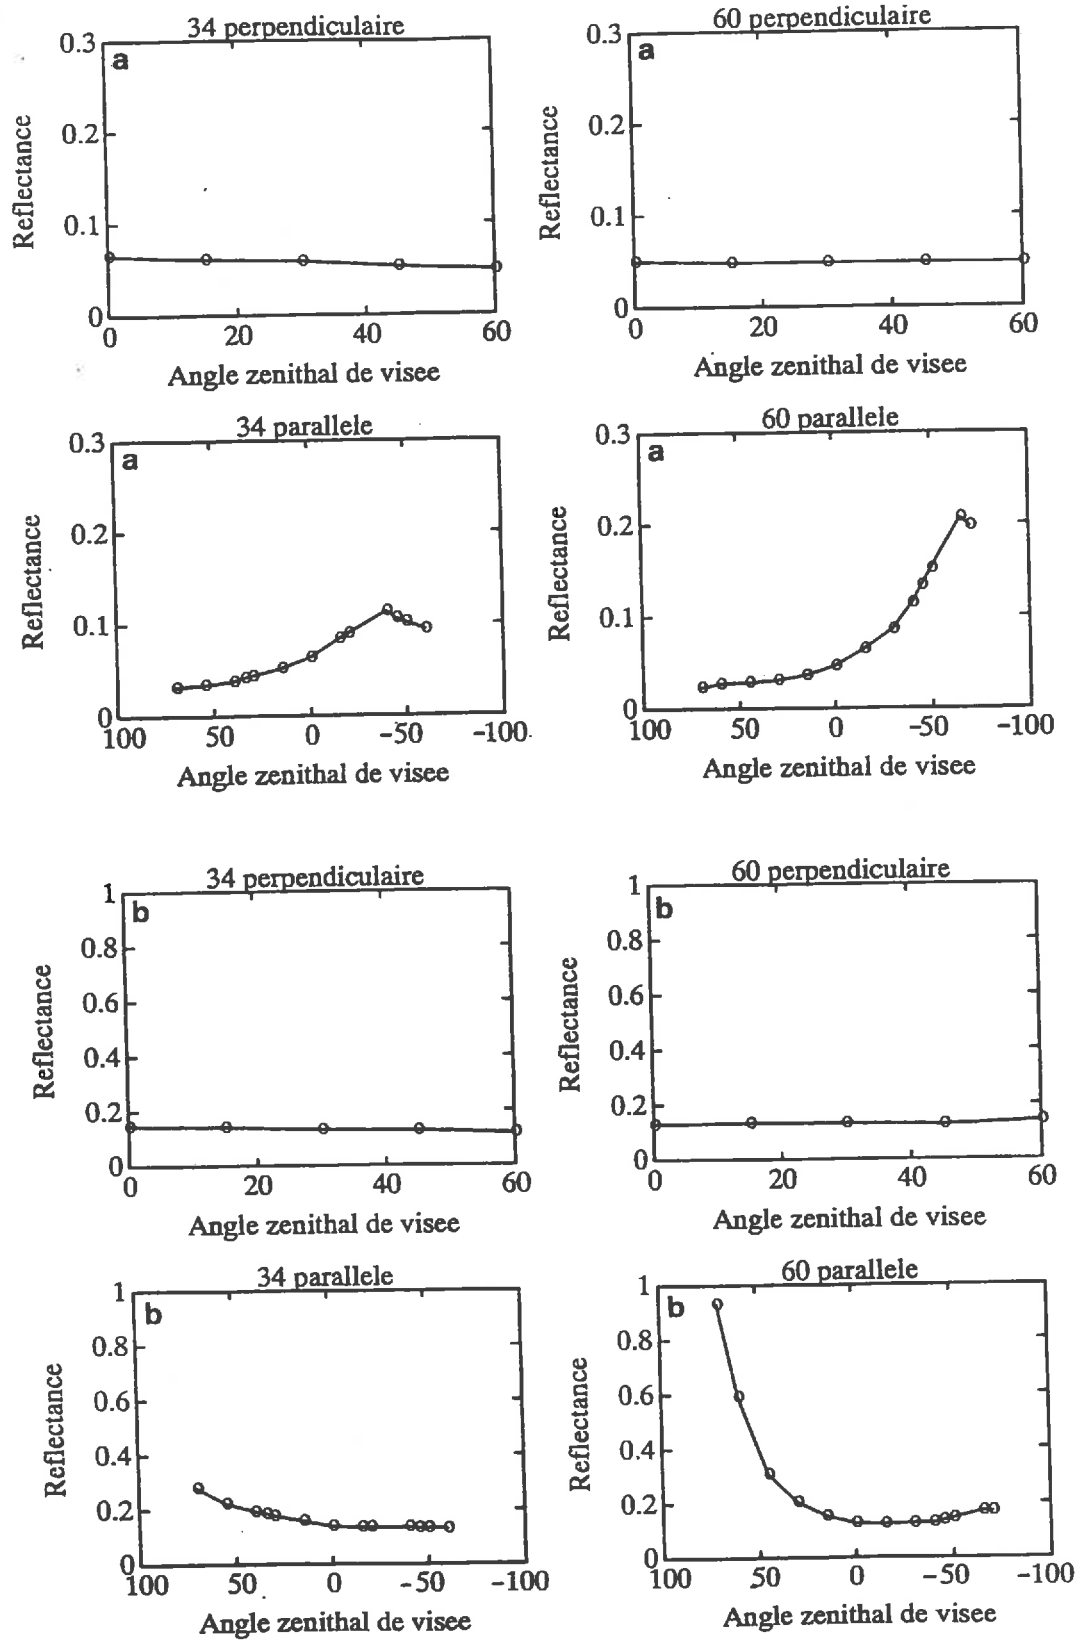 34 perpendiculaire
a
0.3
0.2
0.1
0
0 20 40 60
Reflectance
Angle zenithal de visee
60 perpendiculaire
a
0.3
0.2
0.1
0
0 20 40 60
Reflectance
Angle zenithal de visee
34 parallele
a
0.3
0.2
0.1
0
100 50 0 -50 -100
Reflectance
Angle zenithal de visee
60 parallele
a
0.3
0.2
0.1
0
100 50 0 -50 -100
Reflectance
Angle zenithal de visee
34 perpendiculaire
b
1
0.8
0.6
0.4
0.2
0
0 20 40 60
Reflectance
Angle zenithal de visee
60 perpendiculaire
b
1
0.8
0.6
0.4
0.2
0
0 20 40 60
Reflectance
Angle zenithal de visee
34 parallele
b
1
0.8
0.6
0.4
0.2
0
100 50 0 -50 -100
Reflectance
Angle zenithal de visee
60 parallele
b
1
0.8
0.6
0.4
0.2
0
100 50 0 -50 -100
Reflectance
Angle zenithal de visee